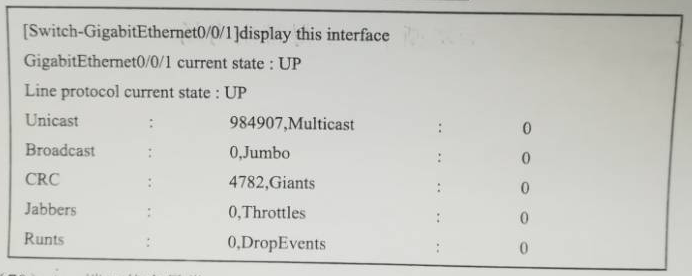 [Switch-GigabitEthernet0/0/1]display this interface
GigabitEthernet0/0/1 current state : UP
Line protocol current state : UP
Unicast : 984907,Multicast : 0
Broadcast : 0,Jumbo : 0
CRC : 4782,Giants : 0
Jabbers : 0,Throttles : 0
Runts : 0,DropEvents : 0